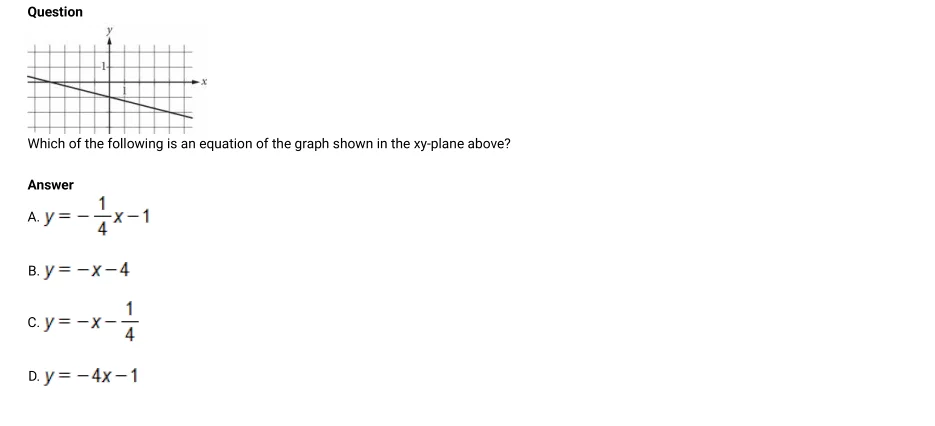 Question
y
1
x
1
Which of the following is an equation of the graph shown in the xy-plane above?
Answer
A. y = −1/4x − 1
B. y = −x − 4
C. y = −x − 1/4
D. y = −4x − 1